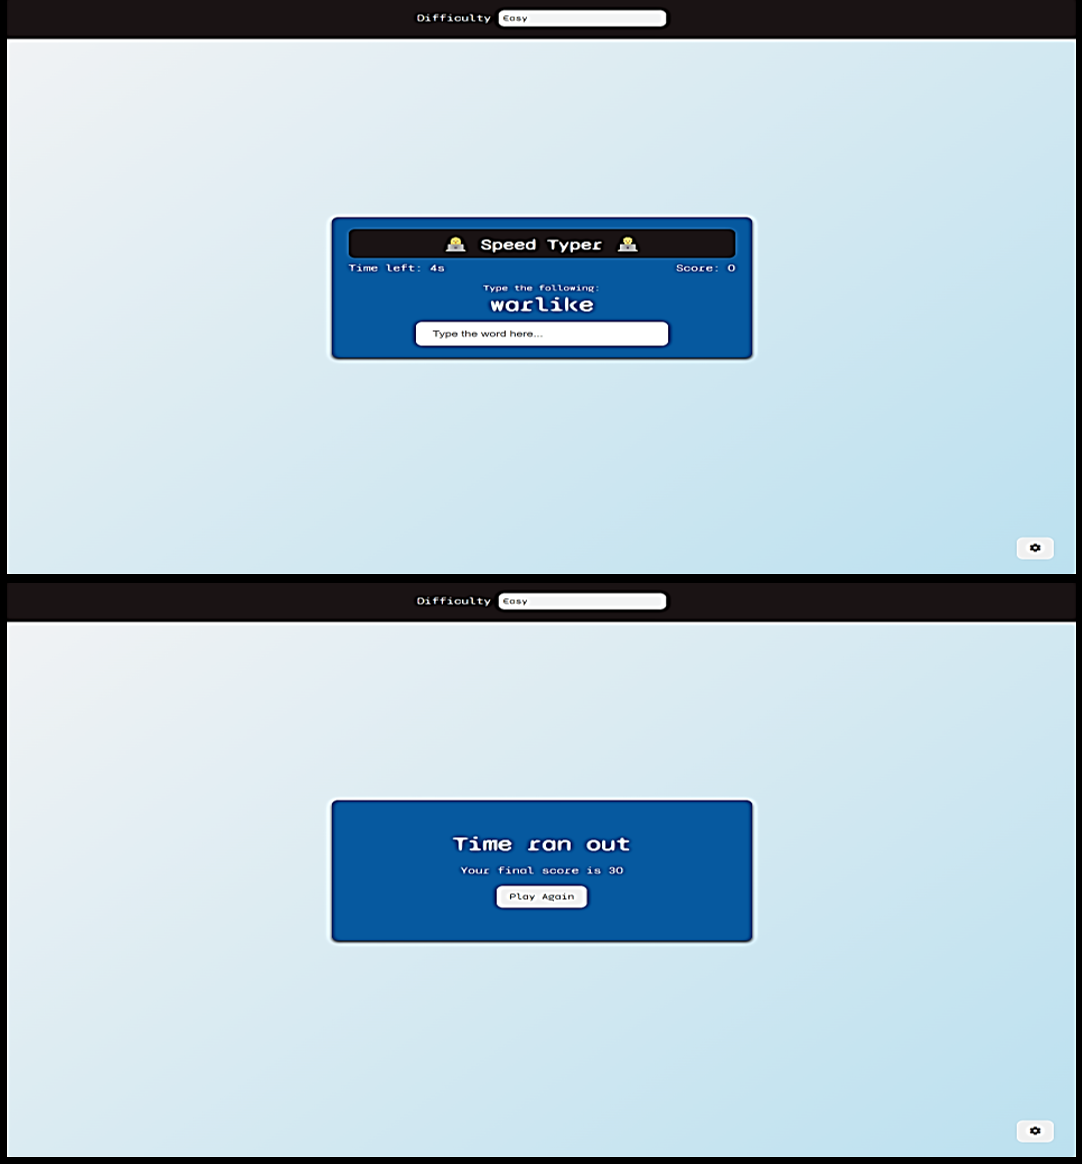 Difficulty Easy
Speed Typer
Time left: 4s Score: 0
Type the following:
warlike
Type the word here...
Difficulty Easy
Time ran out
Your final score is 30
Play Again